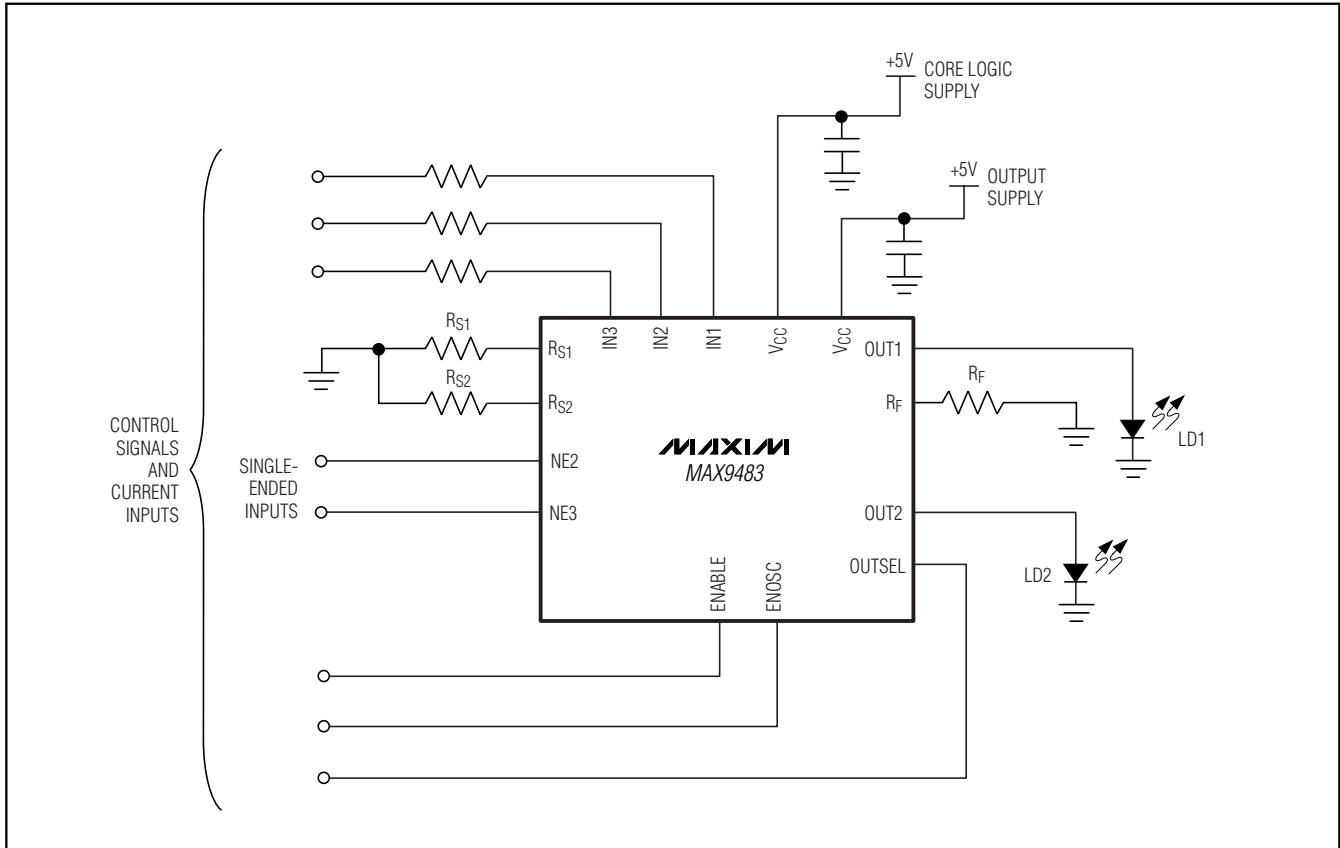 +5V
CORE LOGIC
SUPPLY
+5V
OUTPUT
SUPPLY
RS1
RS2
CONTROL
SIGNALS
AND
CURRENT
INPUTS
SINGLE-
ENDED
INPUTS
RS1
RS2
NE2
NE3
IN3
IN2
IN1
VCC
VCC
OUT1
RF
RF
LD1
MAXIM
MAX9483
OUT2
OUTSEL
LD2
ENABLE
ENOSC